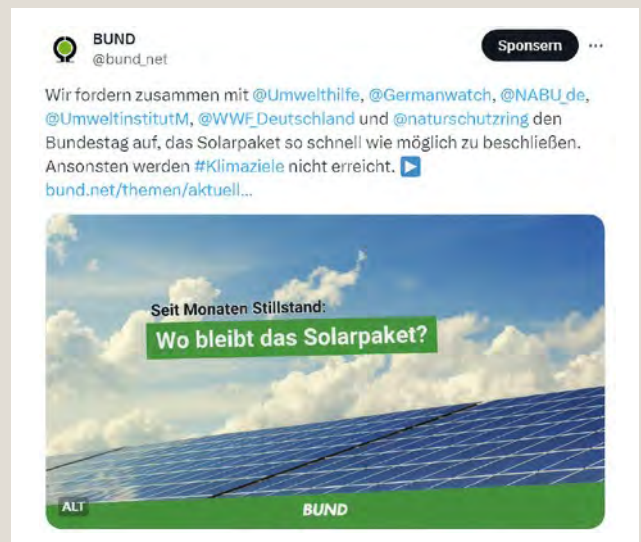 BUND
@bund_net
Sponsern
Wir fordern zusammen mit @Umwelthilfe, @Germanwatch, @NABU_de,
@UmweltinstitutM, @WWF_Deutschland und @naturschutzring den
Bundestag auf, das Solarpaket so schnell wie möglich zu beschließen.
Ansonsten werden #Klimaziele nicht erreicht.
bund.net/themen/aktuell...
Seit Monaten Stillstand:
Wo bleibt das Solarpaket?
ALT
BUND